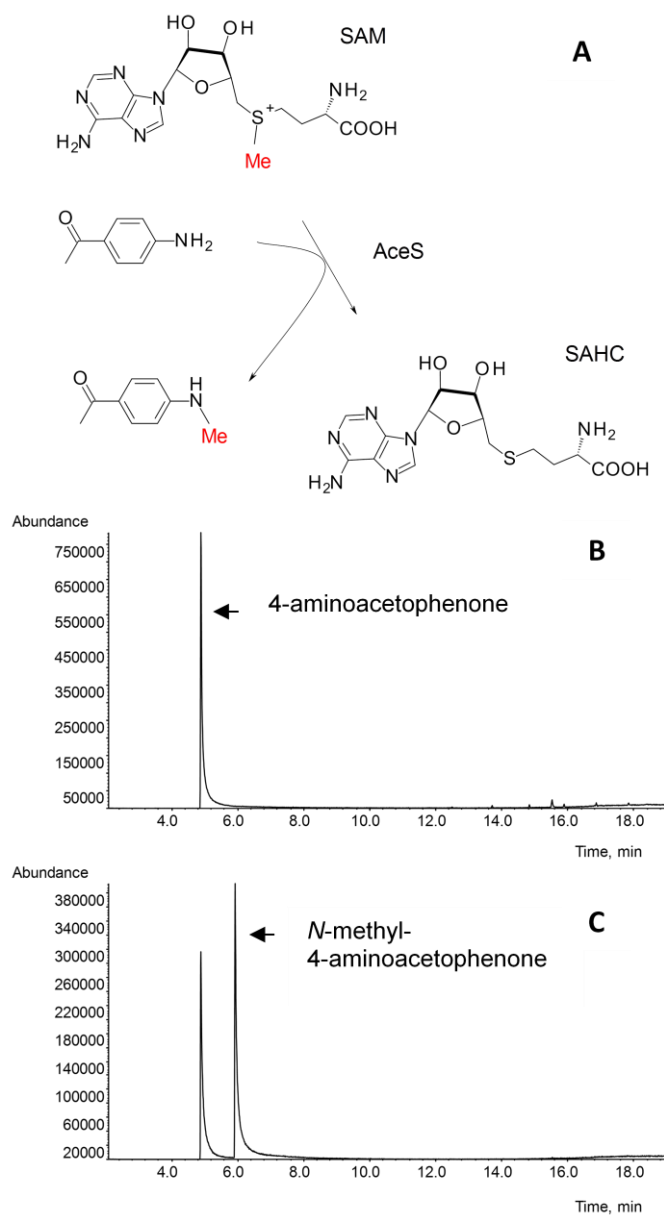 SAM
A
HO
OH
N
N
O
NH2
N
N
S
+
COOH
H2N
Me
O
NH2
AceS
SAHC
O
H
N
Me
HO
OH
N
N
O
NH2
N
N
S
COOH
H2N
Abundance
B
750000
4-aminoacetophenone
650000
550000
450000
350000
250000
150000
50000
4.0 6.0 8.0 10.0 12.0 14.0 16.0 18.0
Time, min
Abundance
C
380000
340000
N-methyl-
4-aminoacetophenone
300000
260000
220000
180000
140000
100000
60000
20000
4.0 6.0 8.0 10.0 12.0 14.0 16.0 18.0
Time, min